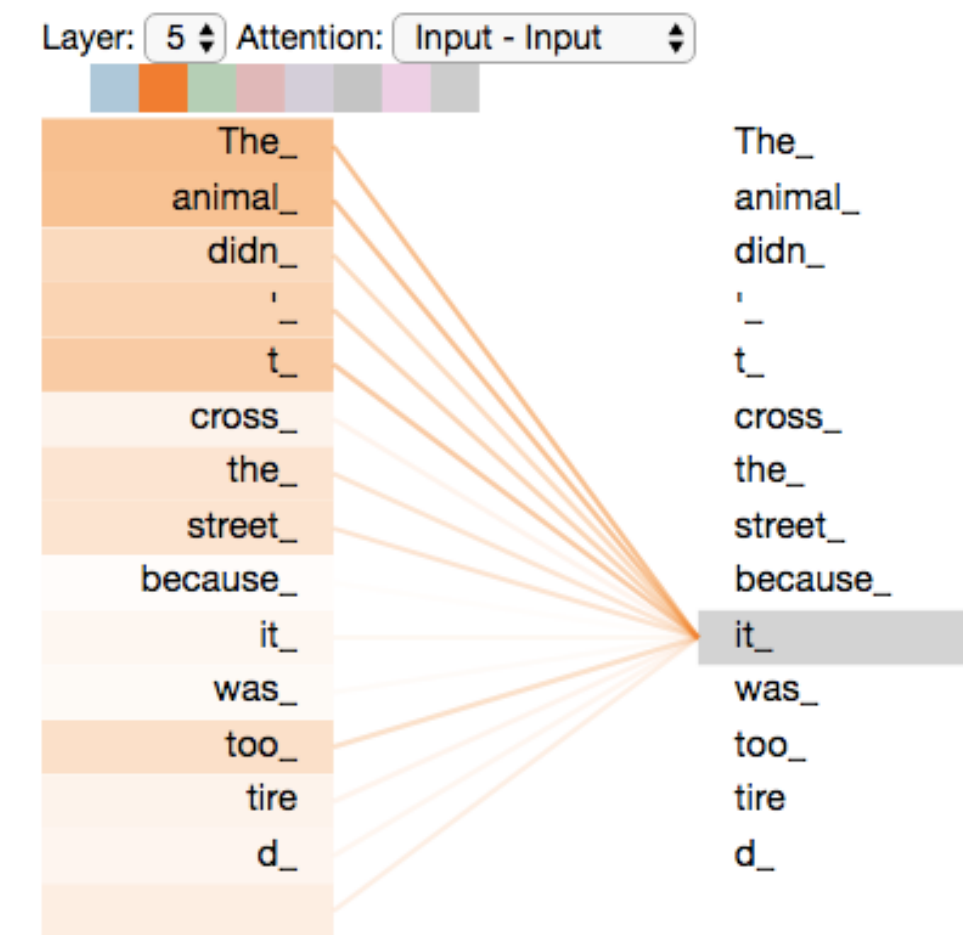 Layer: 5 Attention: Input - Input
The_ The_
animal_ animal_
didn_ didn_
'_ '_
t_ t_
cross_ cross_
the_ the_
street_ street_
because_ because_
it_ it_
was_ was_
too_ too_
tire tire
d_ d_